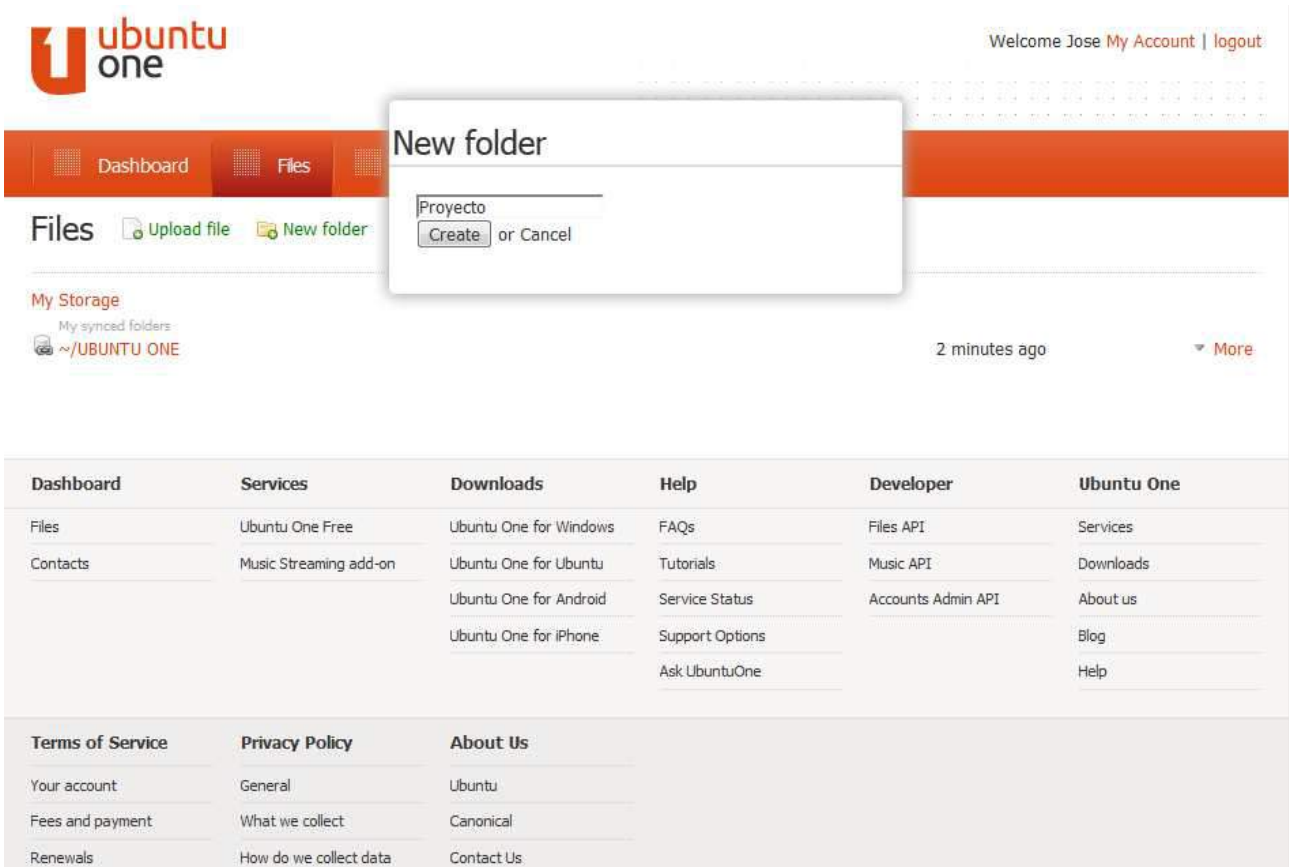 ubuntu
one
Welcome Jose My Account | logout
New folder
Dashboard Files
Proyecto
Create or Cancel
Files Upload file New folder
My Storage
My synced folders
~/UBUNTU ONE 2 minutes ago More
Dashboard Services Downloads Help Developer Ubuntu One
Files Ubuntu One Free Ubuntu One for Windows FAQs Files API Services
Contacts Music Streaming add-on Ubuntu One for Ubuntu Tutorials Music API Downloads
Ubuntu One for Android Service Status Accounts Admin API About us
Ubuntu One for iPhone Support Options Blog
Ask UbuntuOne Help
Terms of Service Privacy Policy About Us
Your account General Ubuntu
Fees and payment What we collect Canonical
Renewals How do we collect data Contact Us